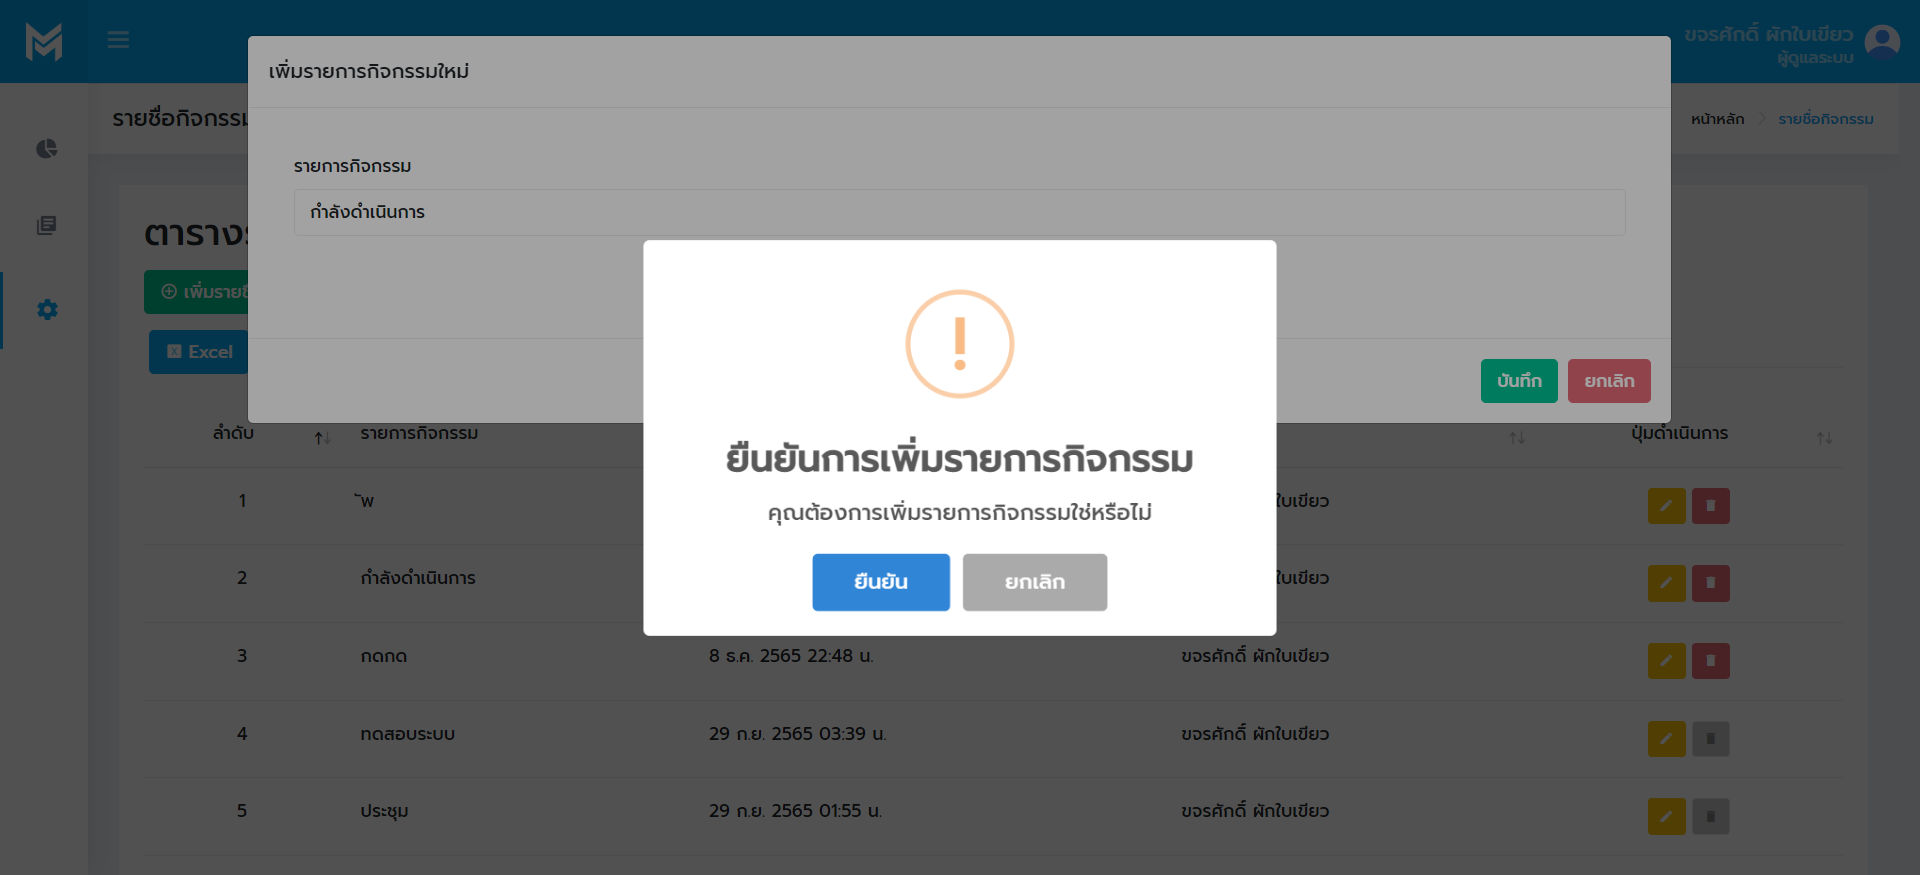 ขจรศักดิ์ ผักใบเขียว
ผู้ดูแลระบบ
เพิ่มรายการกิจกรรมใหม่
รายชื่อกิจกรรม
หน้าหลัก
รายชื่อกิจกรรม
รายการกิจกรรม
กำลังดำเนินการ
Excel
บันทึก
ยกเลิก
ยืนยันการเพิ่มรายการกิจกรรม
คุณต้องการเพิ่มรายการกิจกรรมใช่หรือไม่
ยืนยัน ยกเลิก
ลำดับ รายการกิจกรรม ปุ่มดำเนินการ
1 ัพ ใบเขียว
2 กำลังดำเนินการ ใบเขียว
3 กดกด 8 ธ.ค. 2565 22:48 น. ขจรศักดิ์ ผักใบเขียว
4 ทดสอบระบบ 29 ก.ย. 2565 03:39 น. ขจรศักดิ์ ผักใบเขียว
5 ประชุม 29 ก.ย. 2565 01:55 น. ขจรศักดิ์ ผักใบเขียว